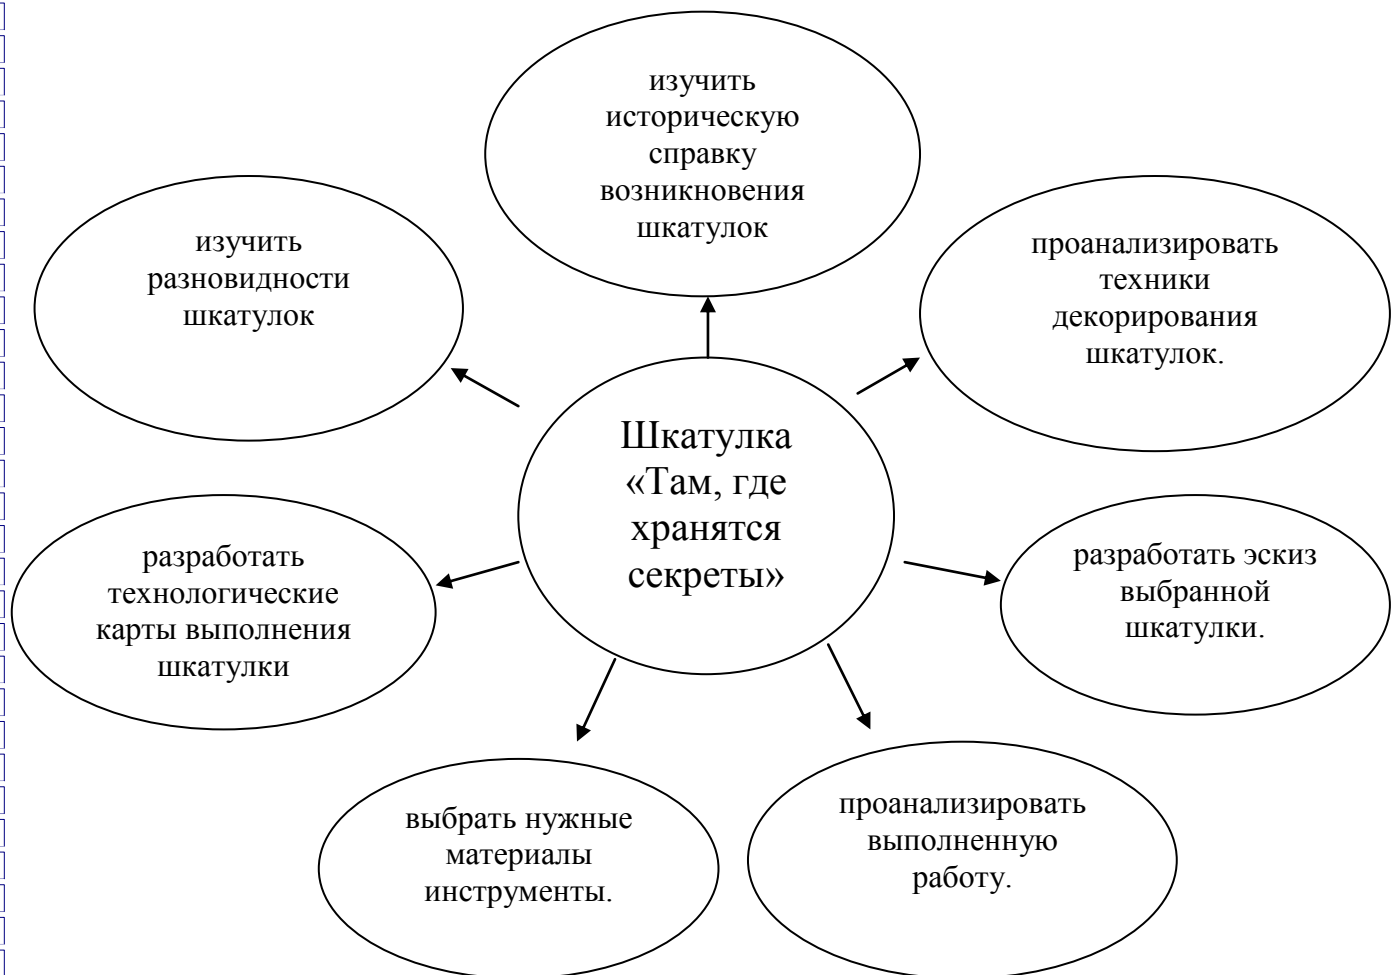 изучить
историческую
справку
возникновения
шкатулок
изучить
разновидности
шкатулок
проанализировать
техники
декорирования
шкатулок.
Шкатулка
«Там, где
хранятся
секреты»
разработать
технологические
карты выполнения
шкатулки
разработать эскиз
выбранной
шкатулки.
выбрать нужные
материалы
инструменты.
проанализировать
выполненную
работу.